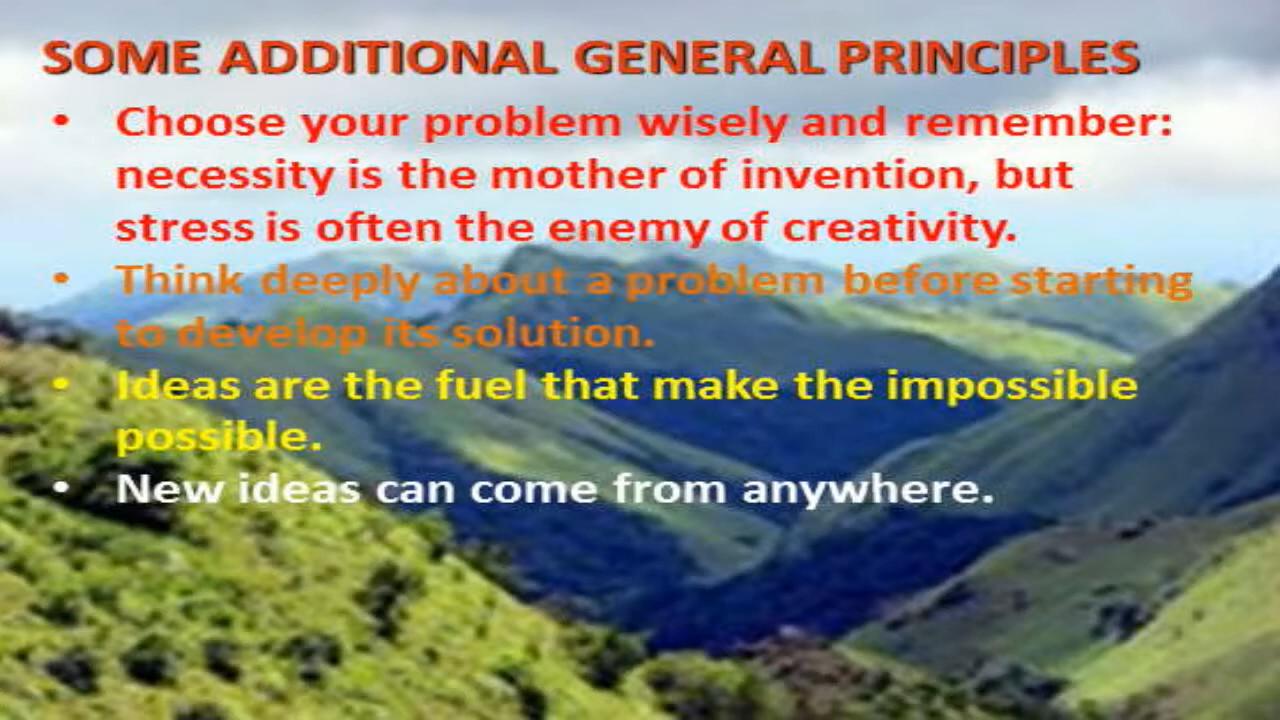 SOME ADDITIONAL GENERAL PRINCIPLES
• Choose your problem wisely and remember:
necessity is the mother of invention, but
stress is often the enemy of creativity.
• Think deeply about a problem before starting
to develop its solution.
• Ideas are the fuel that make the impossible
possible.
• New ideas can come from anywhere.